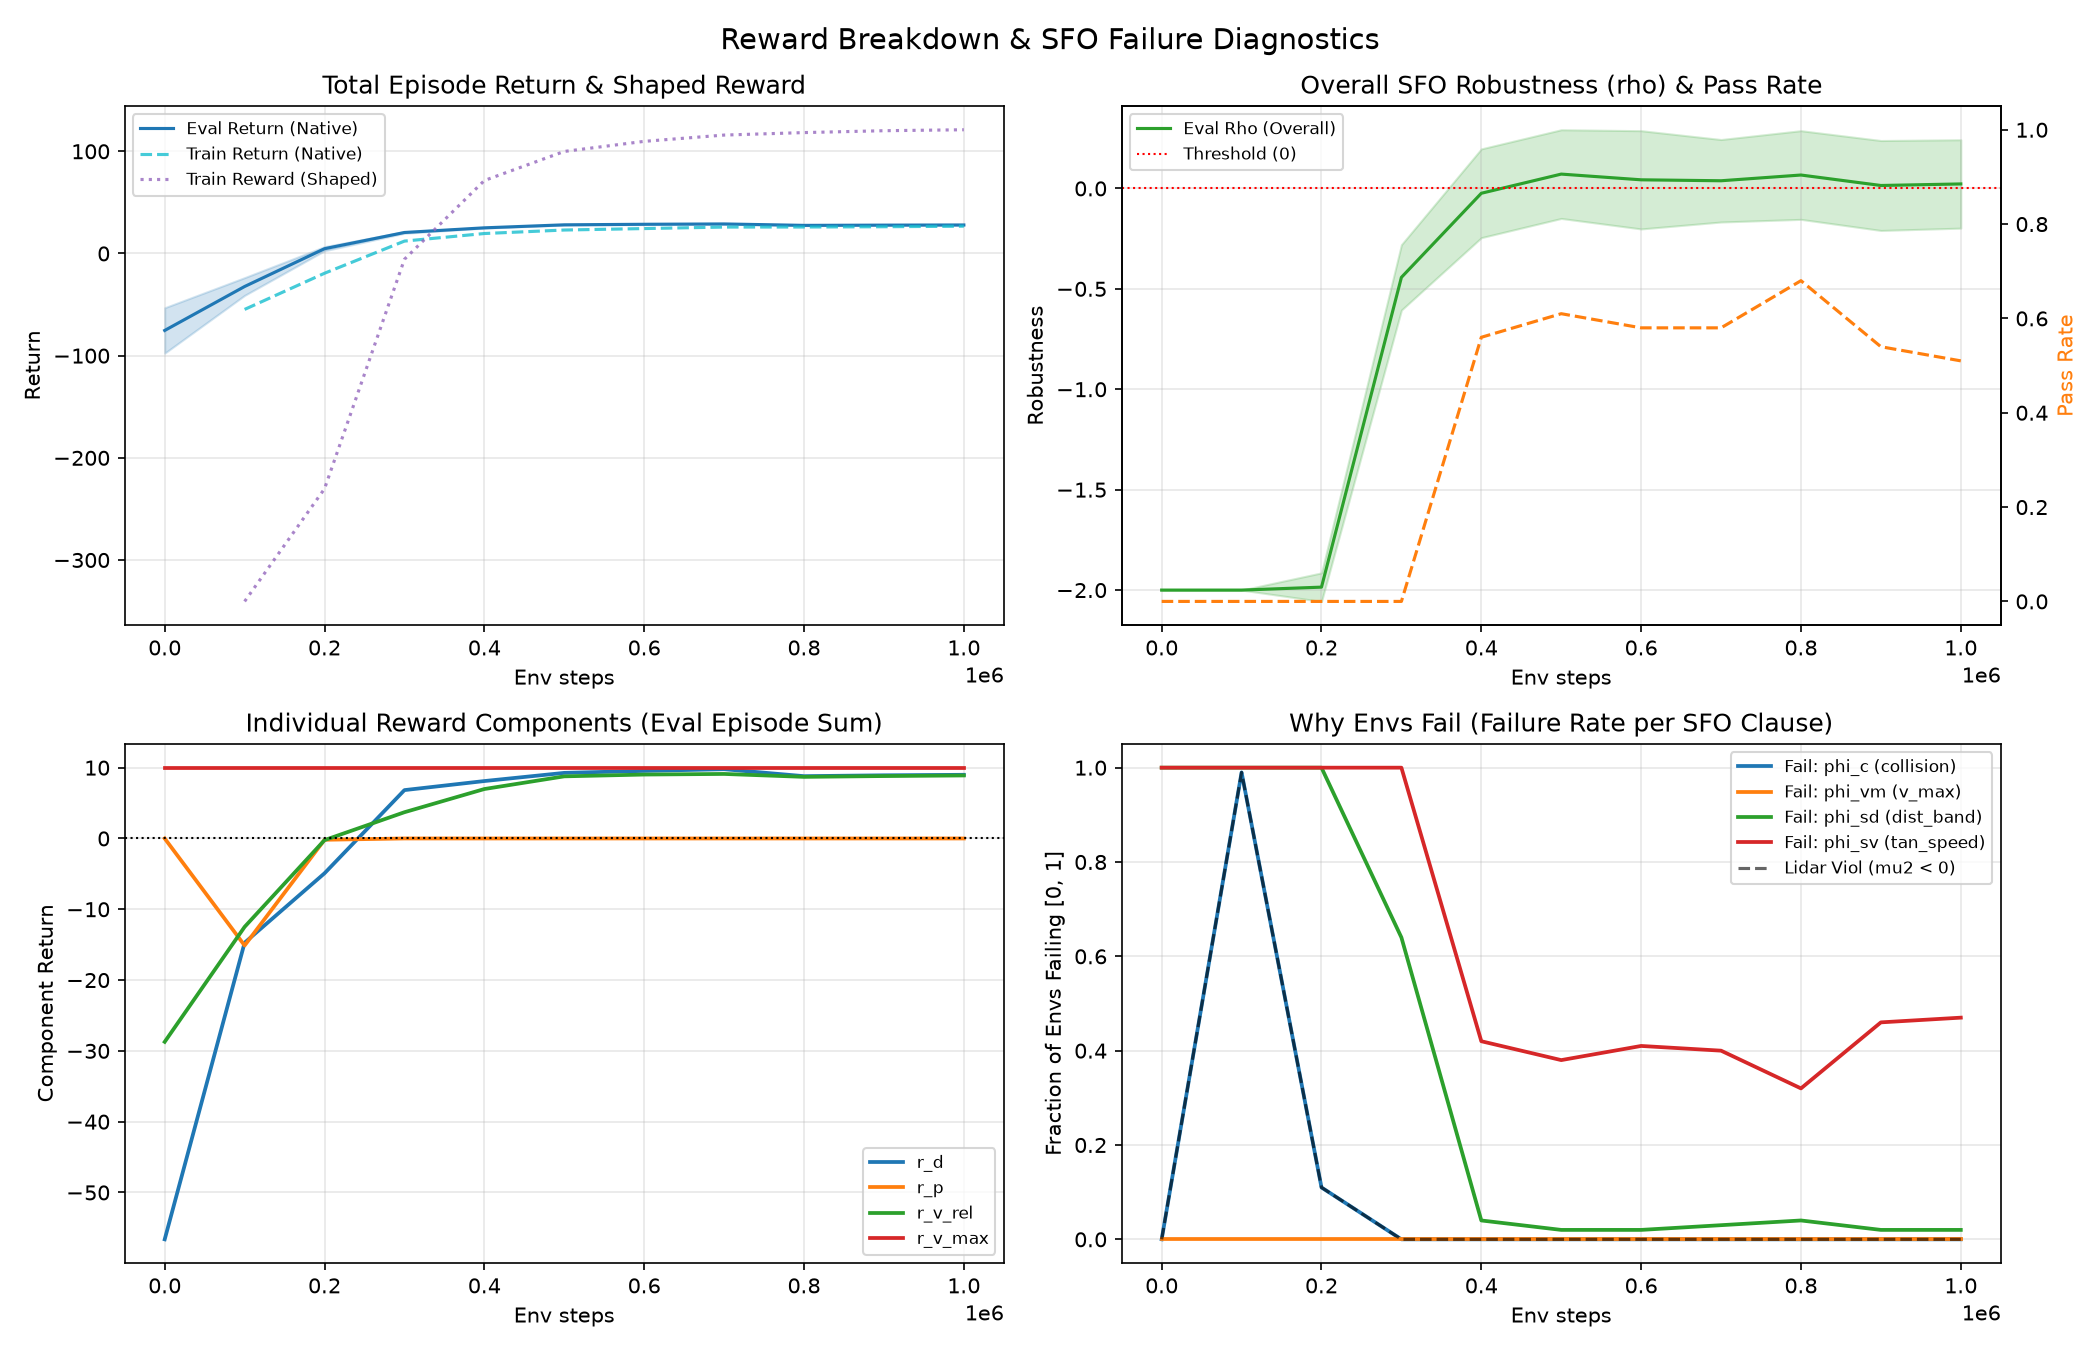 Reward Breakdown & SFO Failure Diagnostics
Total Episode Return & Shaped Reward
Eval Return (Native)
Train Return (Native)
Train Reward (Shaped)
100
0
−100
−200
−300
Return
0.0 0.2 0.4 0.6 0.8 1.0
1e6
Env steps
Overall SFO Robustness (rho) & Pass Rate
Eval Rho (Overall)
Threshold (0)
0.0
−0.5
−1.0
−1.5
−2.0
Robustness
1.0
0.8
0.6
0.4
0.2
0.0
Pass Rate
0.0 0.2 0.4 0.6 0.8 1.0
1e6
Env steps
Individual Reward Components (Eval Episode Sum)
10
0
−10
−20
−30
−40
−50
Component Return
r_d
r_p
r_v_rel
r_v_max
0.0 0.2 0.4 0.6 0.8 1.0
1e6
Env steps
Why Envs Fail (Failure Rate per SFO Clause)
Fail: phi_c (collision)
Fail: phi_vm (v_max)
Fail: phi_sd (dist_band)
Fail: phi_sv (tan_speed)
Lidar Viol (mu2 < 0)
1.0
0.8
0.6
0.4
0.2
0.0
Fraction of Envs Failing [0, 1]
0.0 0.2 0.4 0.6 0.8 1.0
1e6
Env steps